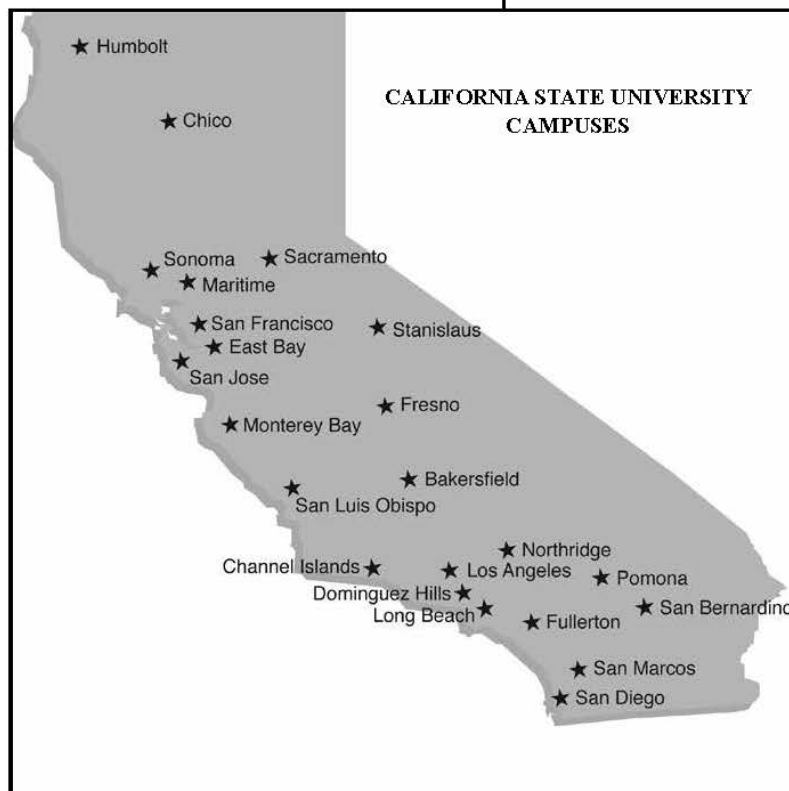 CALIFORNIA STATE UNIVERSITY
CAMPUSES
Humbolt
Chico
Sonoma
Sacramento
Maritime
San Francisco
Stanislaus
East Bay
San Jose
Fresno
Monterey Bay
Bakersfield
San Luis Obispo
Northridge
Channel Islands
Los Angeles
Pomona
Dominguez Hills
San Bernardino
Long Beach
Fullerton
San Marcos
San Diego